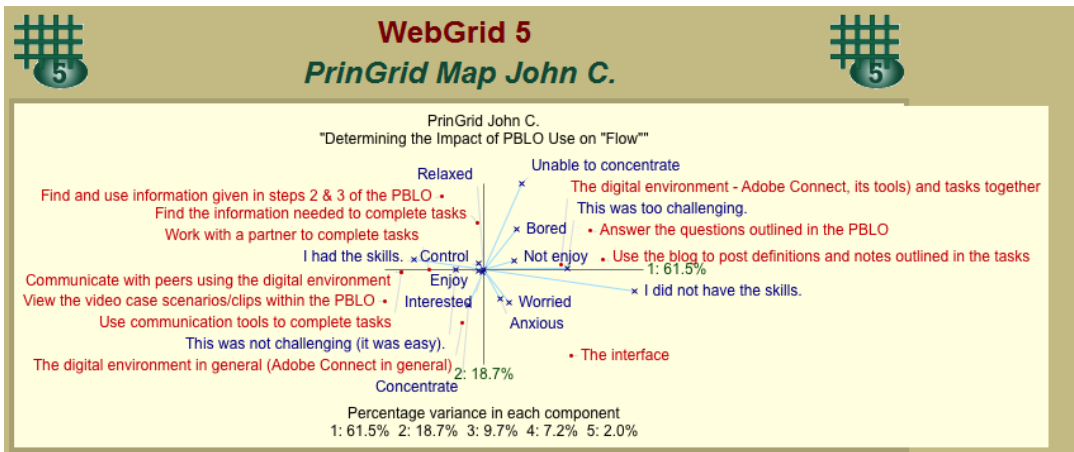 WebGrid 5
5
5
PrinGrid Map John C.
PrinGrid John C.
"Determining the Impact of PBLO Use on "Flow""
Unable to concentrate
Relaxed
The digital environment - Adobe Connect, its tools) and tasks together
Find and use information given in steps 2 & 3 of the PBLO
Find the information needed to complete tasks
This was too challenging.
Work with a partner to complete tasks
Bored
Answer the questions outlined in the PBLO
I had the skills.
Control
Not enjoy
Use the blog to post definitions and notes outlined in the tasks
1: 61.5%
Communicate with peers using the digital environment
Enjoy
I did not have the skills.
View the video case scenarios/clips within the PBLO
Interested
Worried
Use communication tools to complete tasks
Anxious
This was not challenging (it was easy).
The interface
The digital environment in general (Adobe Connect in general)
2: 18.7%
Concentrate
Percentage variance in each component
1: 61.5% 2: 18.7% 3: 9.7% 4: 7.2% 5: 2.0%